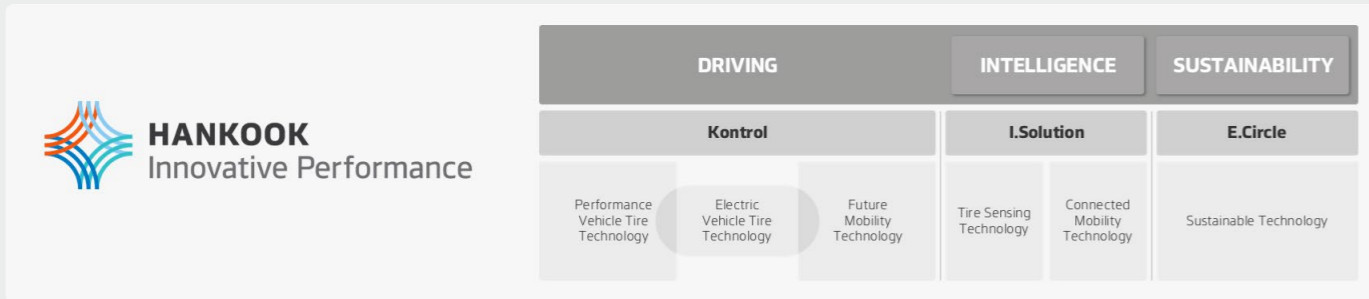 HANKOOK
Innovative Performance
DRIVING
INTELLIGENCE
SUSTAINABILITY
Kontrol
I.Solution
E.Circle
Performance
Vehicle Tire
Technology
Electric
Vehicle Tire
Technology
Future
Mobility
Technology
Tire Sensing
Technology
Connected
Mobility
Technology
Sustainable Technology